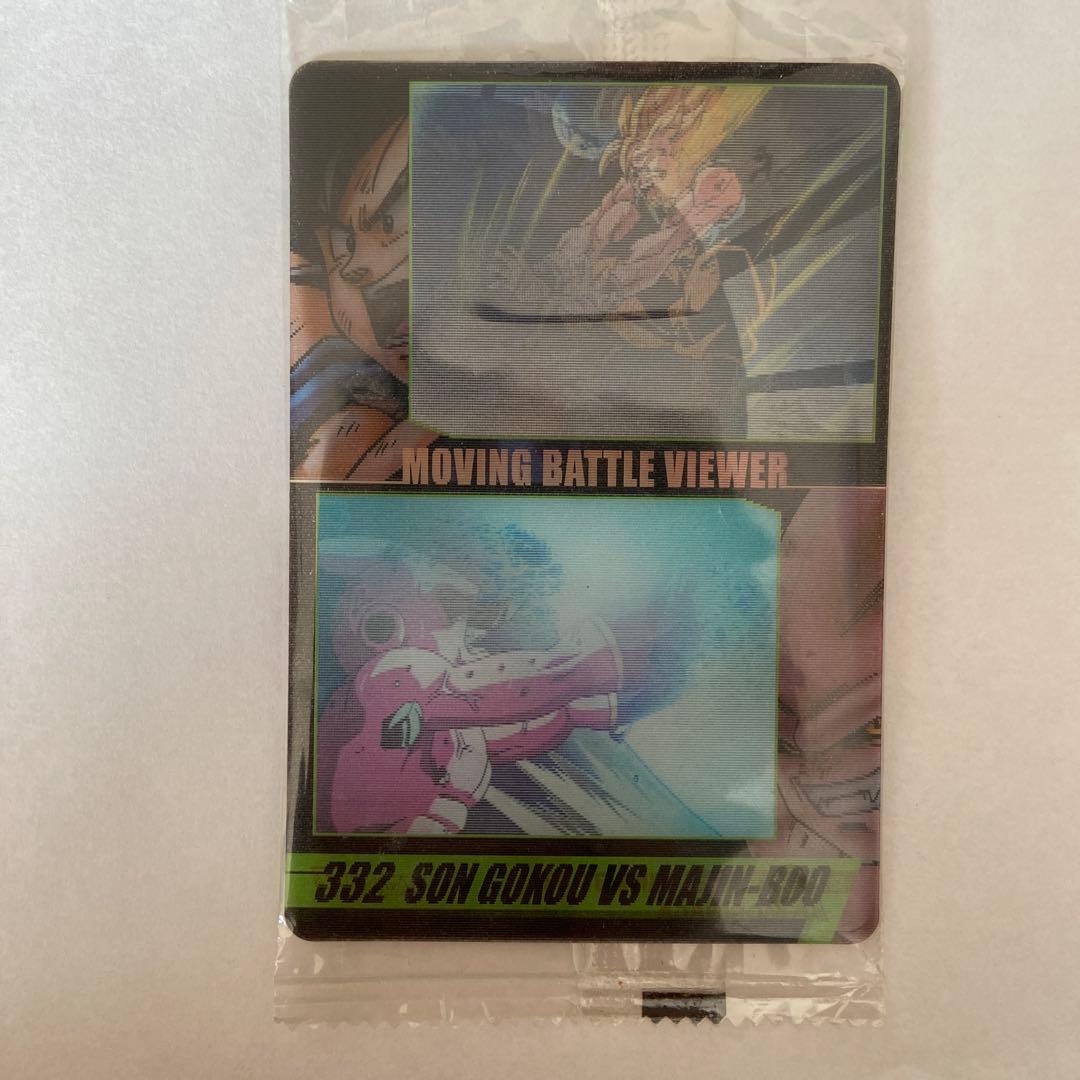 MOVING BATTLE VIEWER
332 SON GOKOU VS MAJIN-BOO